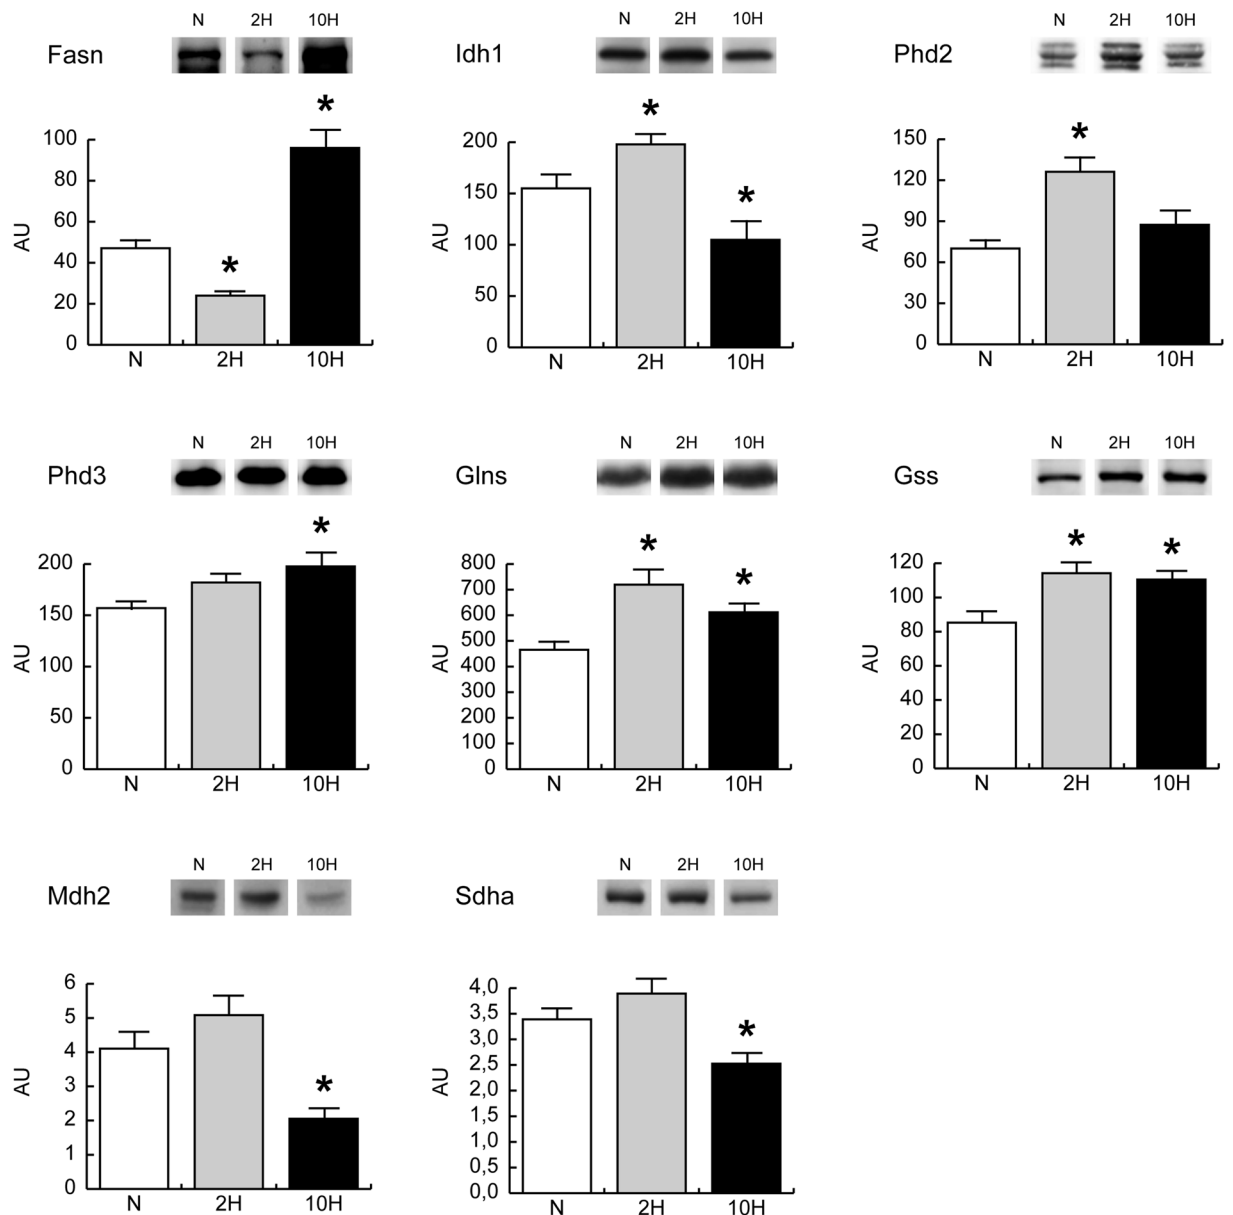 N 2H 10H
Fasn
*
*
100
80
60
40
20
0
AU
N 2H 10H
N 2H 10H
Idh1
*
*
200
150
100
50
0
AU
N 2H 10H
N 2H 10H
Phd2
*
150
120
90
60
30
0
AU
N 2H 10H
N 2H 10H
Phd3
*
200
150
100
50
0
AU
N 2H 10H
N 2H 10H
Glns
*
*
800
700
600
500
400
300
200
100
0
AU
N 2H 10H
N 2H 10H
Gss
*
*
120
100
80
60
40
20
0
AU
N 2H 10H
N 2H 10H
Mdh2
*
6
5
4
3
2
1
0
AU
N 2H 10H
N 2H 10H
Sdha
*
4,0
3,5
3,0
2,5
2,0
1,5
1,0
0,5
0,0
AU
N 2H 10H